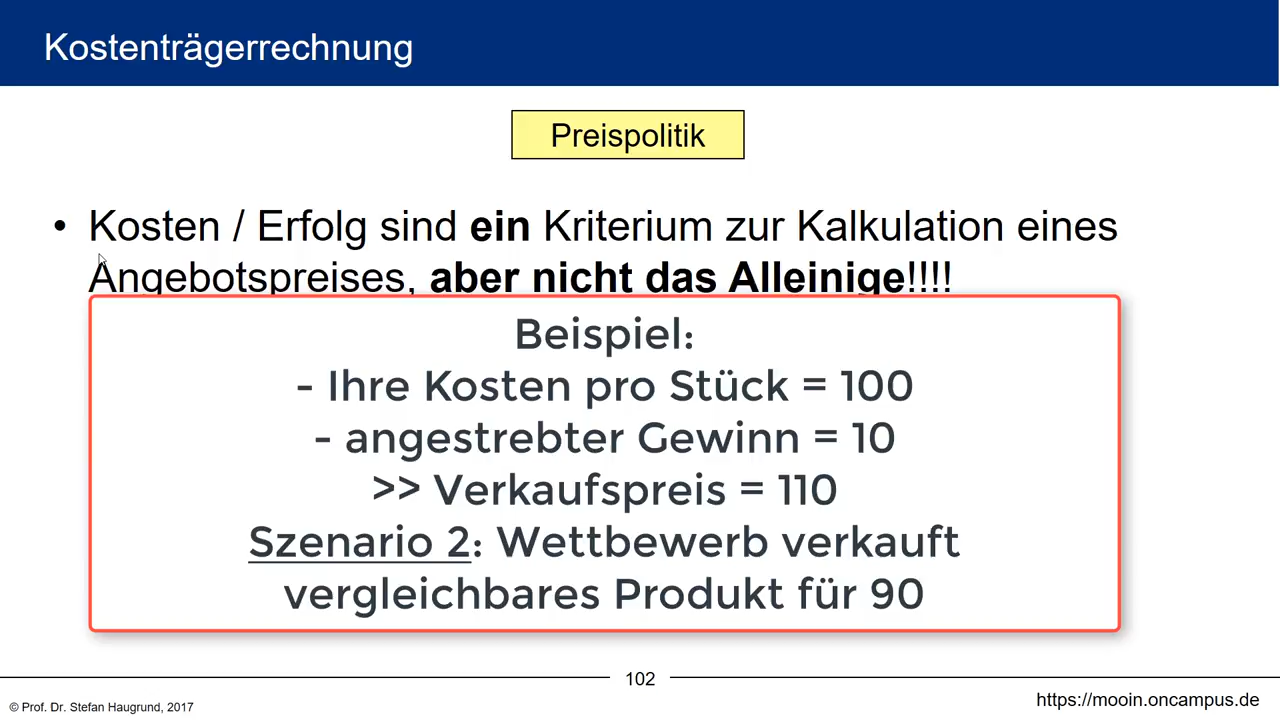 Kostenträgerrechnung
Preispolitik
• Kosten / Erfolg sind ein Kriterium zur Kalkulation eines
Angebotspreises, aber nicht das Alleinige!!!!
Beispiel:
- Ihre Kosten pro Stück = 100
- angestrebter Gewinn = 10
>> Verkaufspreis = 110
Szenario 2: Wettbewerb verkauft
vergleichbares Produkt für 90
102
© Prof. Dr. Stefan Haugrund, 2017
https://mooin.oncampus.de